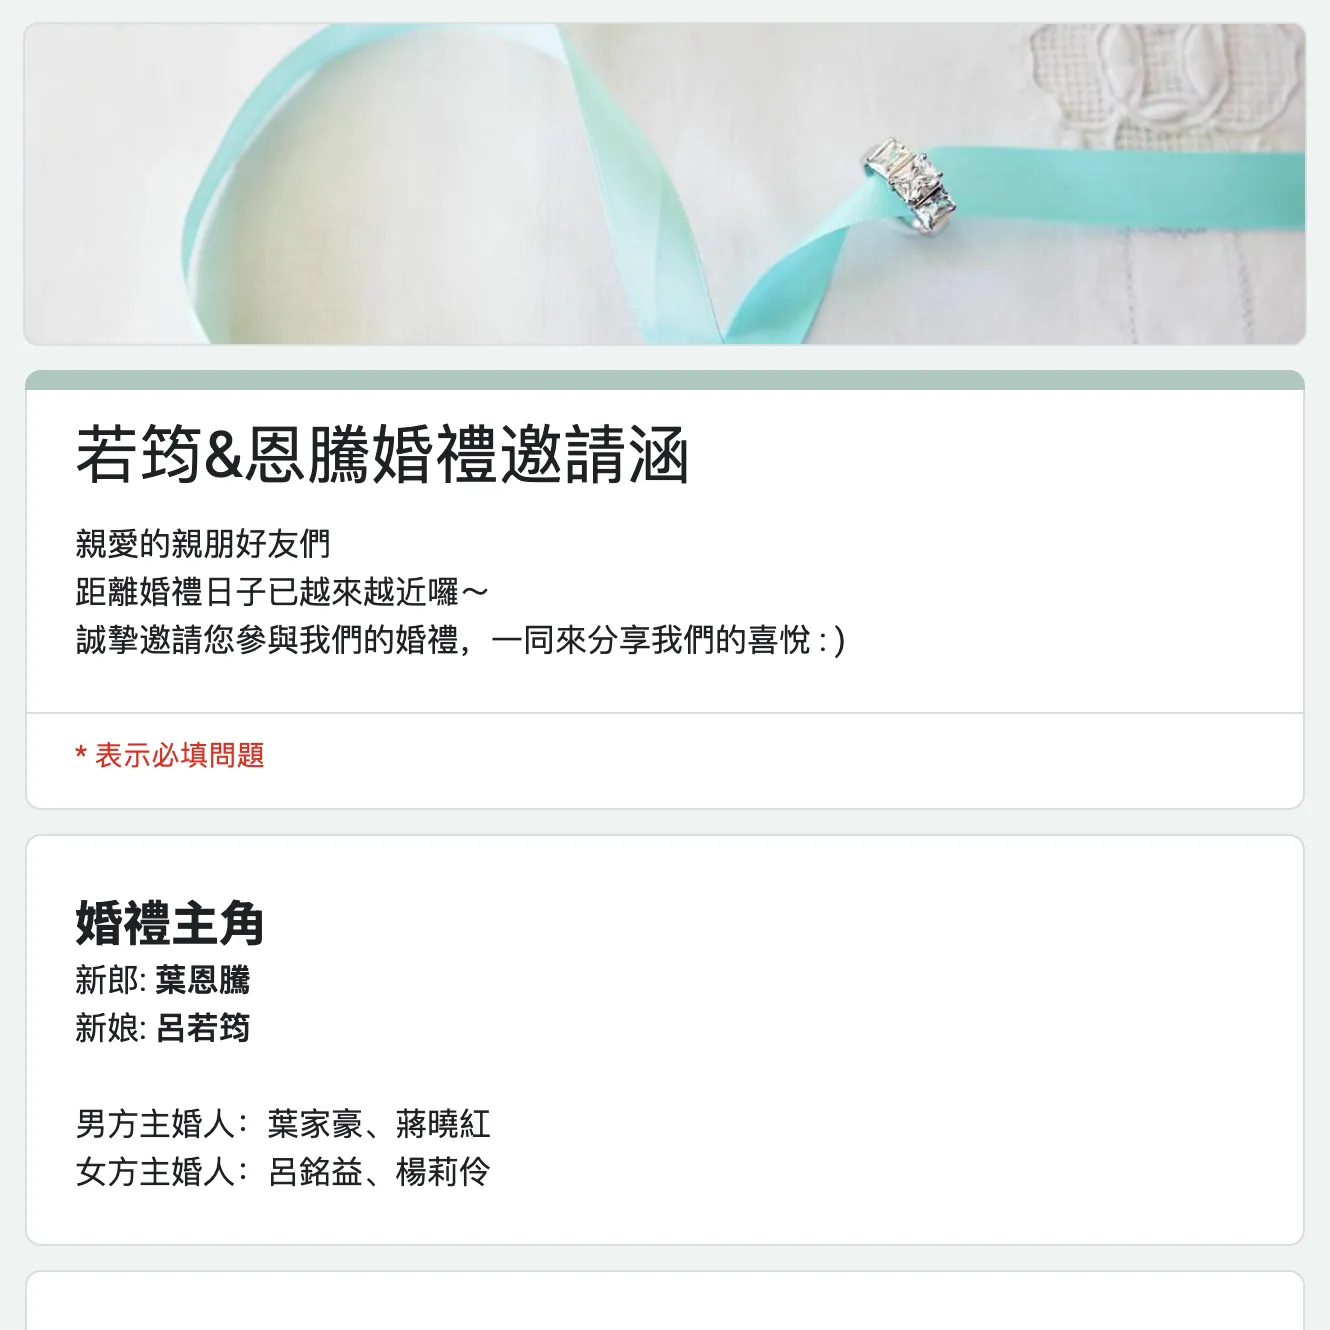 若筠&恩騰婚禮邀請涵
親愛的親朋好友們
距離婚禮日子已越來越近囉～
誠摯邀請您參與我們的婚禮，一同來分享我們的喜悅 : )
* 表示必填問題
婚禮主角
新郎: 葉恩騰
新娘: 呂若筠
男方主婚人：葉家豪、蔣曉紅
女方主婚人：呂銘益、楊莉伶